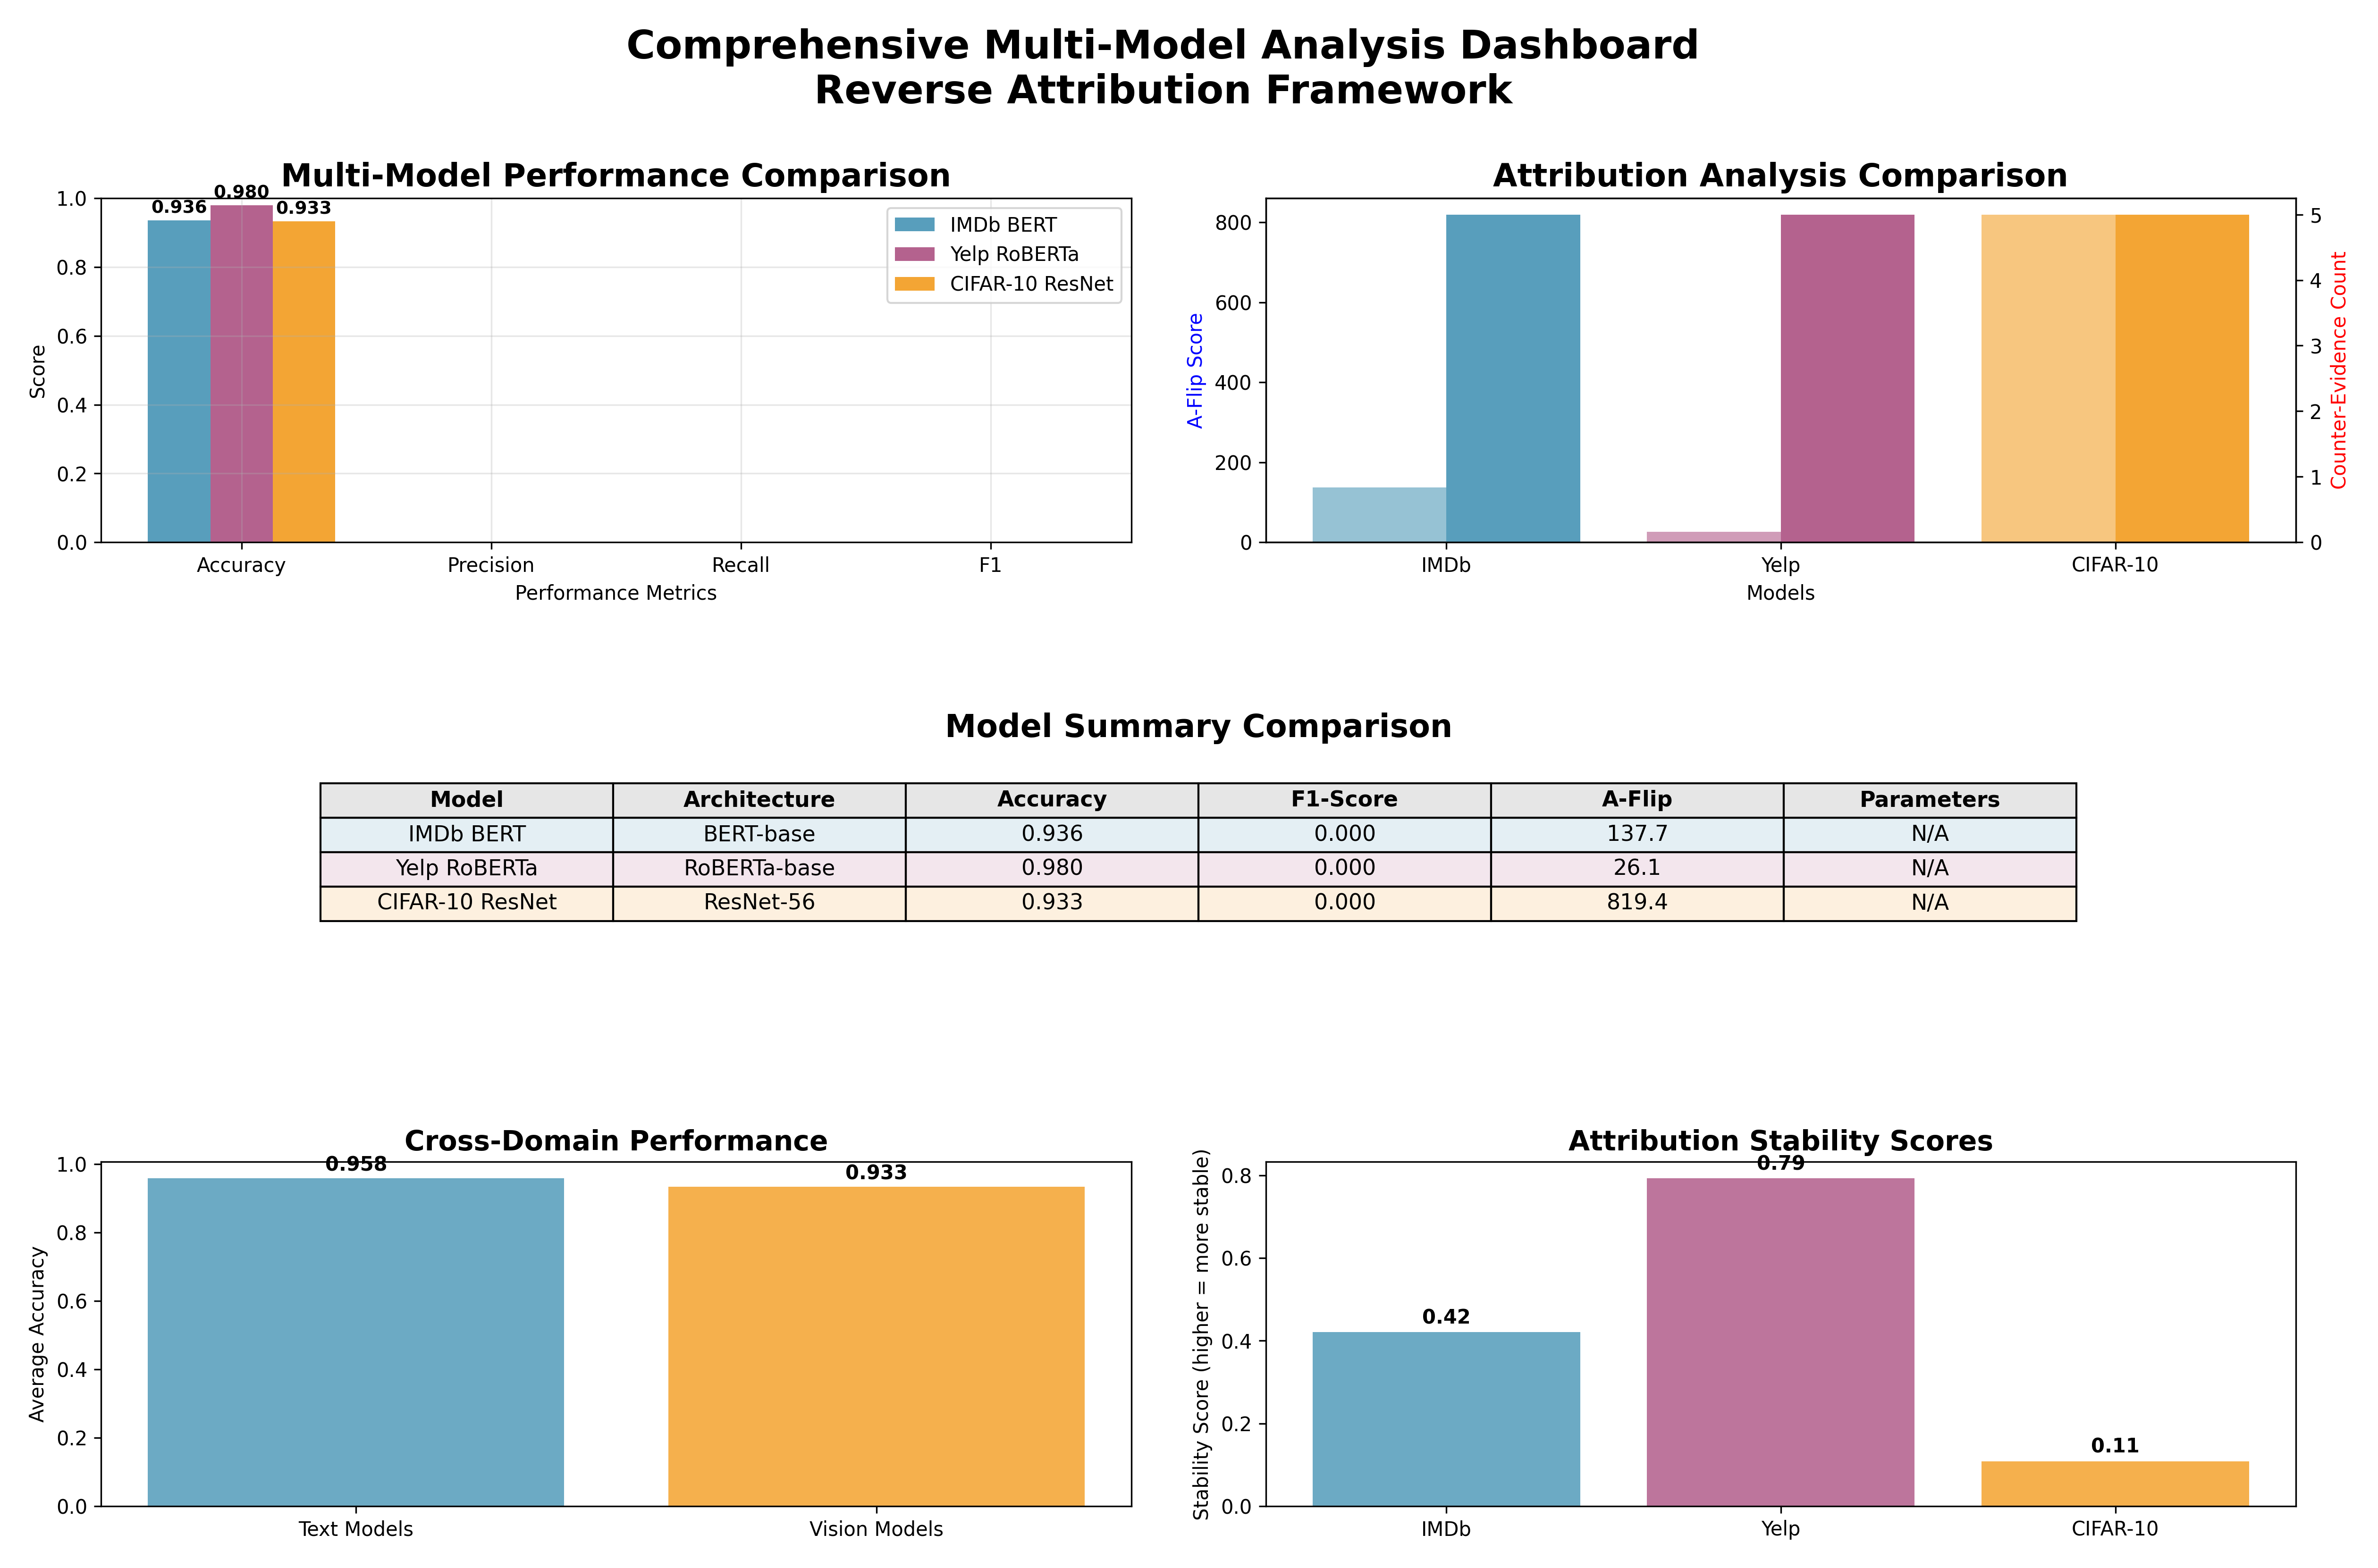 Comprehensive Multi-Model Analysis Dashboard
Reverse Attribution Framework
Multi-Model Performance Comparison
Score
1.0
0.8
0.6
0.4
0.2
0.0
0.936
0.980
0.933
IMDb BERT
Yelp RoBERTa
CIFAR-10 ResNet
Accuracy
Precision
Recall
F1
Performance Metrics
Attribution Analysis Comparison
A-Flip Score
800
600
400
200
0
5
4
3
2
1
0
Counter-Evidence Count
IMDb
Yelp
CIFAR-10
Models
Model Summary Comparison
Model Architecture Accuracy F1-Score A-Flip Parameters
IMDb BERT BERT-base 0.936 0.000 137.7 N/A
Yelp RoBERTa RoBERTa-base 0.980 0.000 26.1 N/A
CIFAR-10 ResNet ResNet-56 0.933 0.000 819.4 N/A
Cross-Domain Performance
Average Accuracy
1.0
0.8
0.6
0.4
0.2
0.0
0.958
0.933
Text Models
Vision Models
Attribution Stability Scores
Stability Score (higher = more stable)
0.8
0.6
0.4
0.2
0.0
0.42
0.79
0.11
IMDb
Yelp
CIFAR-10